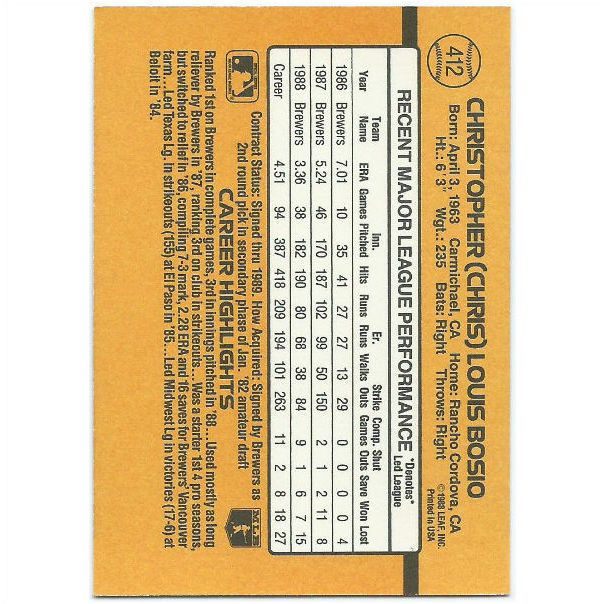 412
CHRISTOPHER (CHRIS) LOUIS BOSIO
Born: April 3, 1963 Carmichael, CA Home: Rancho Cordova, CA
Ht.: 6'3" Wgt.: 235 Bats: Right Throws: Right
©1988 LEAF, INC.
Printed in USA
RECENT MAJOR LEAGUE PERFORMANCE *Denotes*
Led League
Team Inn. Er. Strike Comp. Shut
Year Name ERA Games Pitched Hits Runs Runs Walks Outs Games Outs Save Won Lost
1986 Brewers 7.01 10 35 41 27 27 13 29 0 0 0 0 4
1987 Brewers 5.24 46 170 187 102 99 50 150 2 1 2 11 8
1988 Brewers 3.36 38 182 190 80 68 38 84 9 1 6 7 15
Career 4.51 94 387 418 209 194 101 263 11 2 8 18 27
Contract Status: Signed thru 1989. How Acquired: Signed by Brewers as
2nd round pick in secondary phase of Jan. '82 amateur draft
MLB
CAREER HIGHLIGHTS
Ranked 1st on Brewers in complete games, 3rd in innings pitched in '88...Used mostly as long
reliever by Brewers in '87, ranking 3rd on club in strikeouts...Was a starter 1st 4 pro seasons,
but switched to relief in '86, compiling 7-3 mark, 2.28 ERA and 16 saves for Brewers' Vancouver
farm...Led Texas Lg. in strikeouts (155) at El Paso in '85...Led Midwest Lg in victories (17-6) at
Beloit in '84.